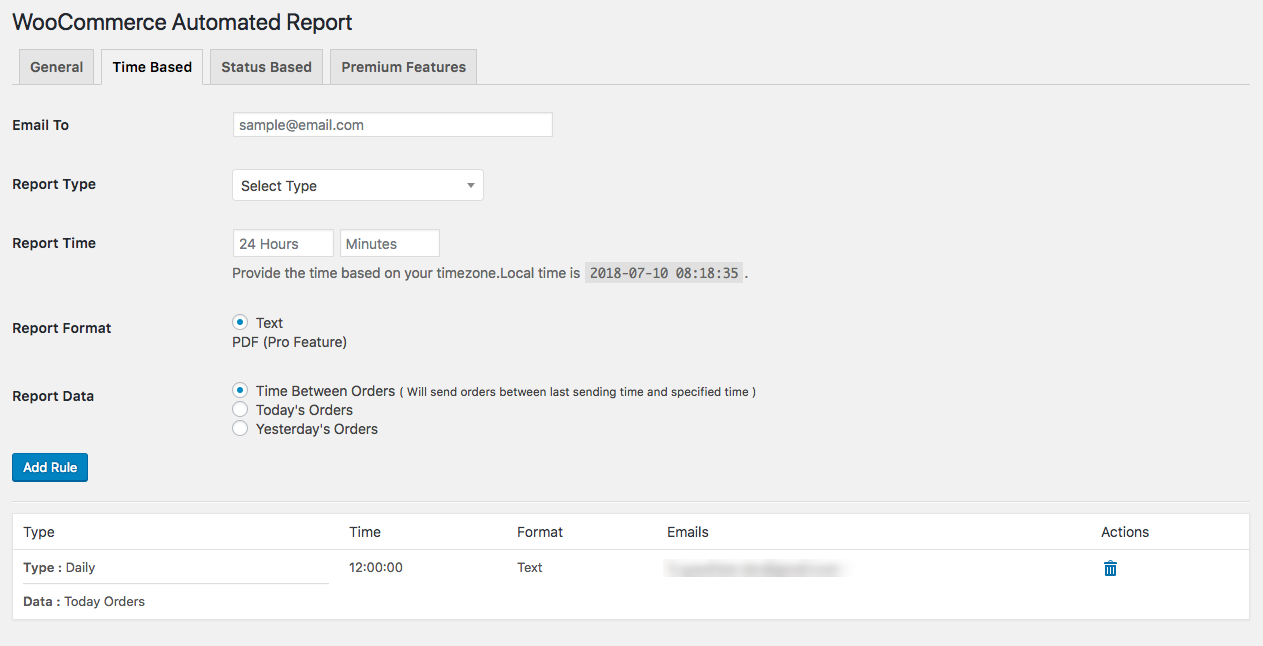 WooCommerce Automated Report
General Time Based Status Based Premium Features
Email To sample@email.com
Report Type Select Type
Report Time 24 Hours Minutes
Provide the time based on your timezone.Local time is 2018-07-10 08:18:35 .
Report Format Text
PDF (Pro Feature)
Report Data Time Between Orders ( Will send orders between last sending time and specified time )
Today's Orders
Yesterday's Orders
Add Rule
Type Time Format Emails Actions
Type : Daily 12:00:00 Text
Data : Today Orders